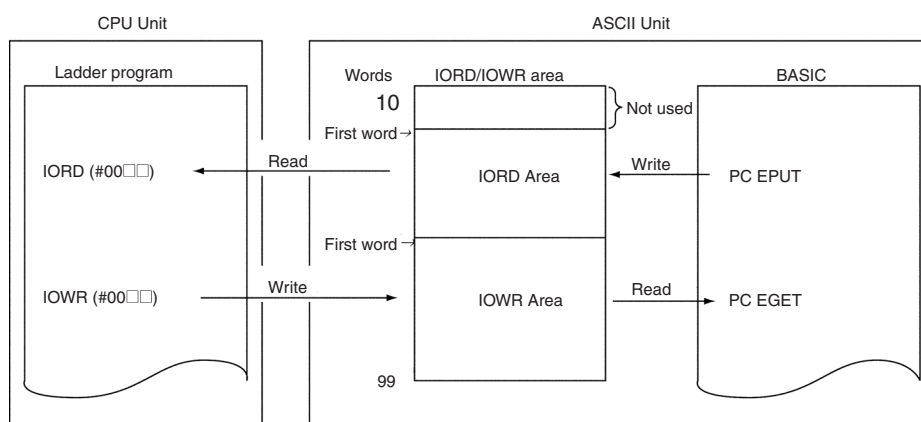 CPU Unit
ASCII Unit
Ladder program
Words
IORD/IOWR area
BASIC
10
Not used
First word
Read
Write
IORD (#00□□)
IORD Area
PC EPUT
First word
Write
Read
IOWR (#00□□)
IOWR Area
PC EGET
99